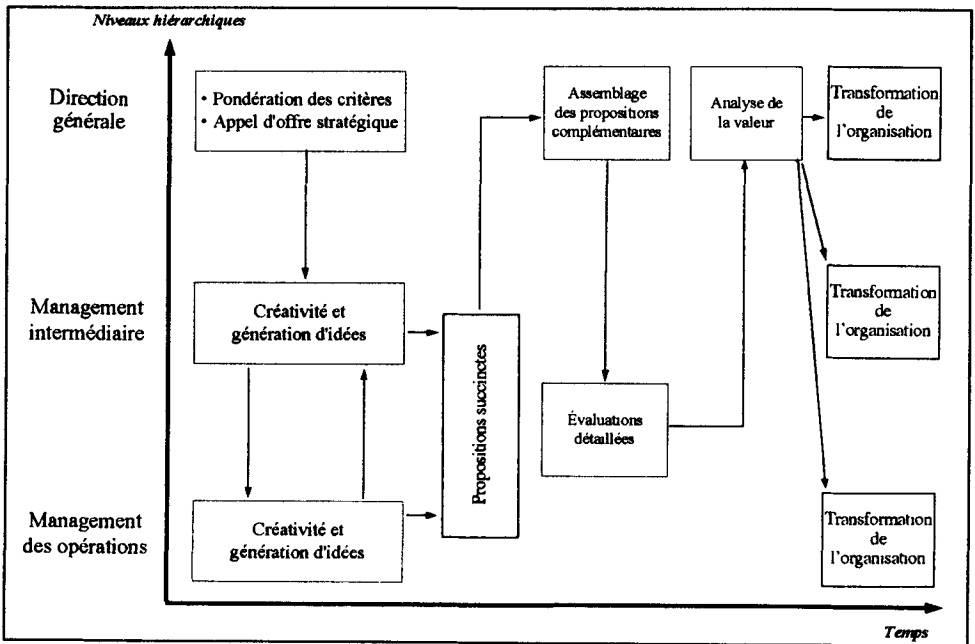 Niveaux hiérarchiques
Direction
générale
• Pondération des critères
• Appel d'offre stratégique
Assemblage
des propositions
complémentaires
Analyse de
la valeur
Transformation
de
l'organisation
Management
intermédiaire
Créativité et
génération d'idées
Propositions succinctes
Évaluations
détaillées
Transformation
de
l'organisation
Management
des opérations
Créativité et
génération d'idées
Transformation
de
l'organisation
Temps